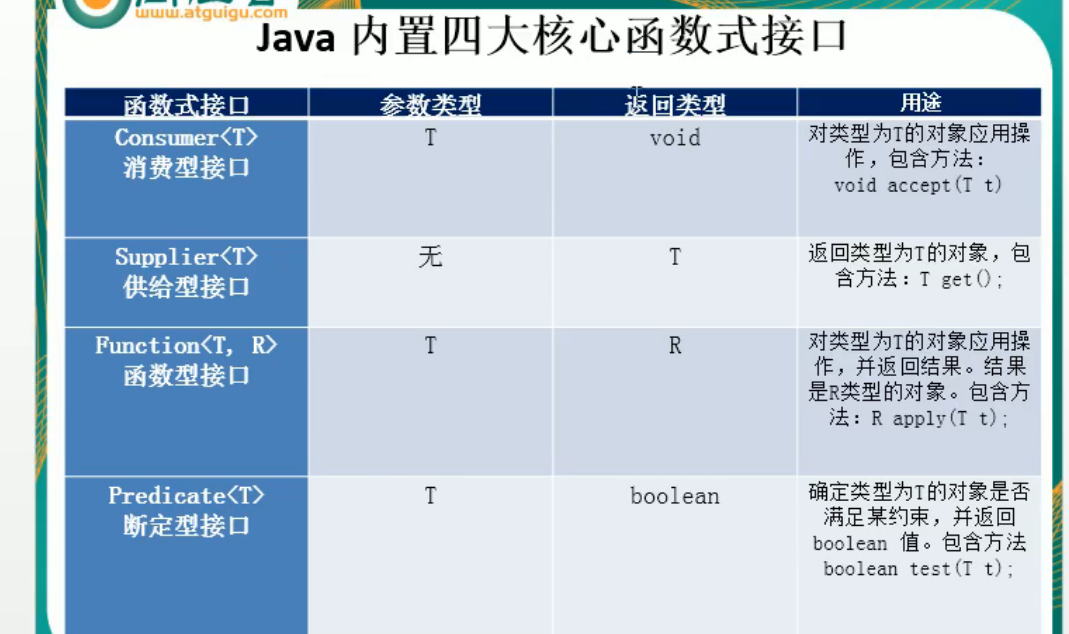 www.atguigu.com
Java 内置四大核心函数式接口
函数式接口 参数类型 返回类型 用途
Consumer<T>
消费型接口
T
void
对类型为T的对象应用操
作，包含方法：
void accept(T t)
Supplier<T>
供给型接口
无
T
返回类型为T的对象，包
含方法：T get();
Function<T, R>
函数型接口
T
R
对类型为T的对象应用操
作，并返回结果。结果
是R类型的对象。包含方
法：R apply(T t);
Predicate<T>
断定型接口
T
boolean
确定类型为T的对象是否
满足某约束，并返回
boolean 值。包含方法
boolean test(T t);